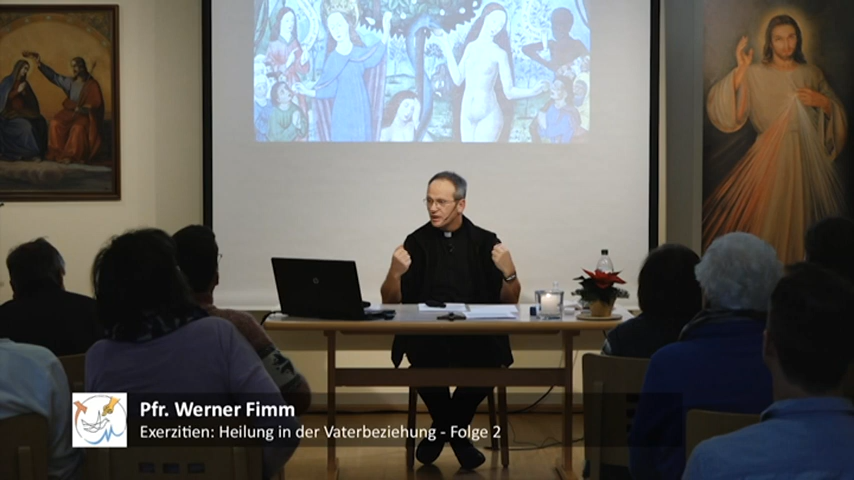 Pfr. Werner Fimm
Exerzitien: Heilung in der Vaterbeziehung - Folge 2